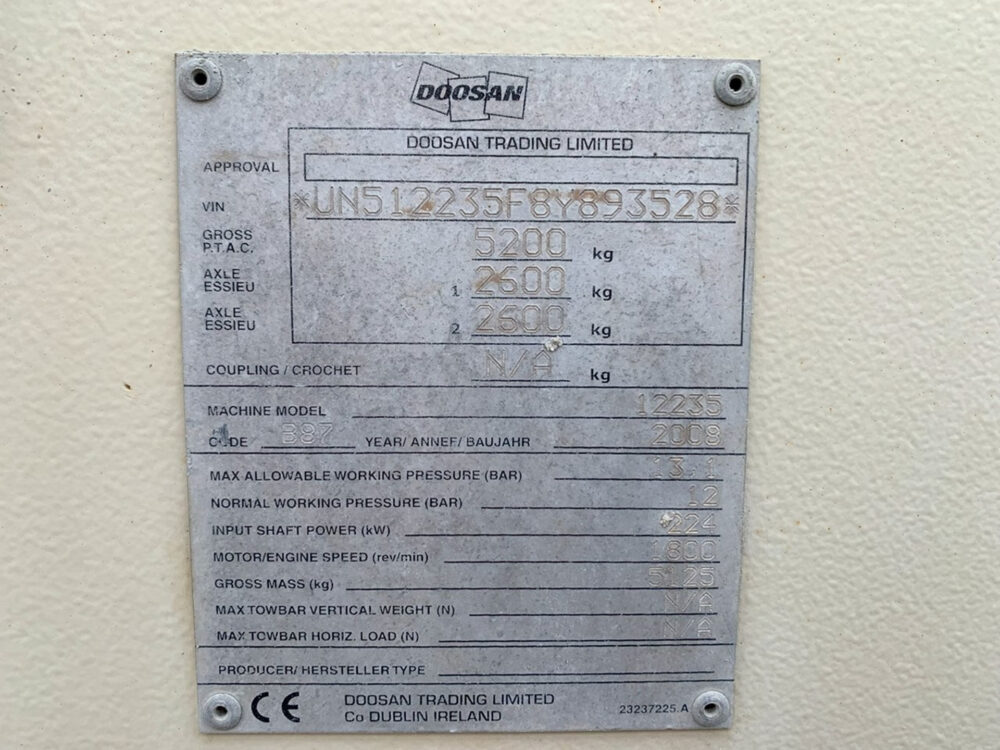 DOOSAN
DOOSAN TRADING LIMITED
APPROVAL
VIN *UN512235F8Y893528*
GROSS P.T.A.C. 5200 kg
AXLE ESSIEU 1 2600 kg
AXLE ESSIEU 2 2600 kg
COUPLING / CROCHET N/A kg
MACHINE MODEL 12235
CODE B97 YEAR/ ANNEF/ BAUJAHR 2008
MAX ALLOWABLE WORKING PRESSURE (BAR) 13.1
NORMAL WORKING PRESSURE (BAR) 12
INPUT SHAFT POWER (kW) 224
MOTOR/ENGINE SPEED (rev/min) 1800
GROSS MASS (kg) 5125
MAX TOWBAR VERTICAL WEIGHT (N) N/A
MAX TOWBAR HORIZ. LOAD (N) N/A
PRODUCER/ HERSTELLER TYPE
CE DOOSAN TRADING LIMITED
Co DUBLIN IRELAND 23237225.A